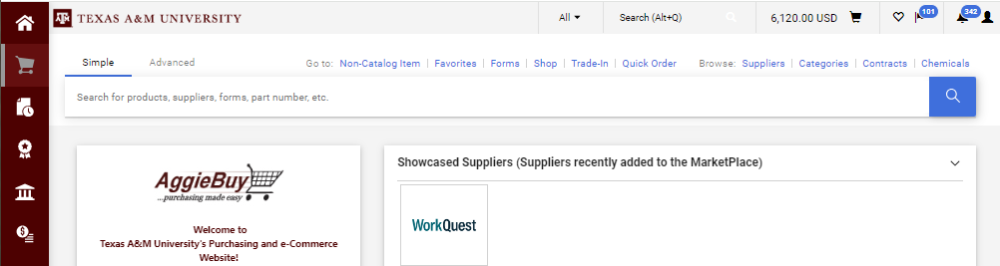 TEXAS A&M UNIVERSITY All Search (Alt+Q) 6,120.00 USD 101 342
Simple Advanced Go to: Non-Catalog Item | Favorites | Forms | Shop | Trade-In | Quick Order Browse: Suppliers | Categories | Contracts | Chemicals
Search for products, suppliers, forms, part number, etc.
AggieBuy
...purchasing made easy
Welcome to
Texas A&M University's Purchasing and e-Commerce
Website!
Showcased Suppliers (Suppliers recently added to the MarketPlace)
WorkQuest